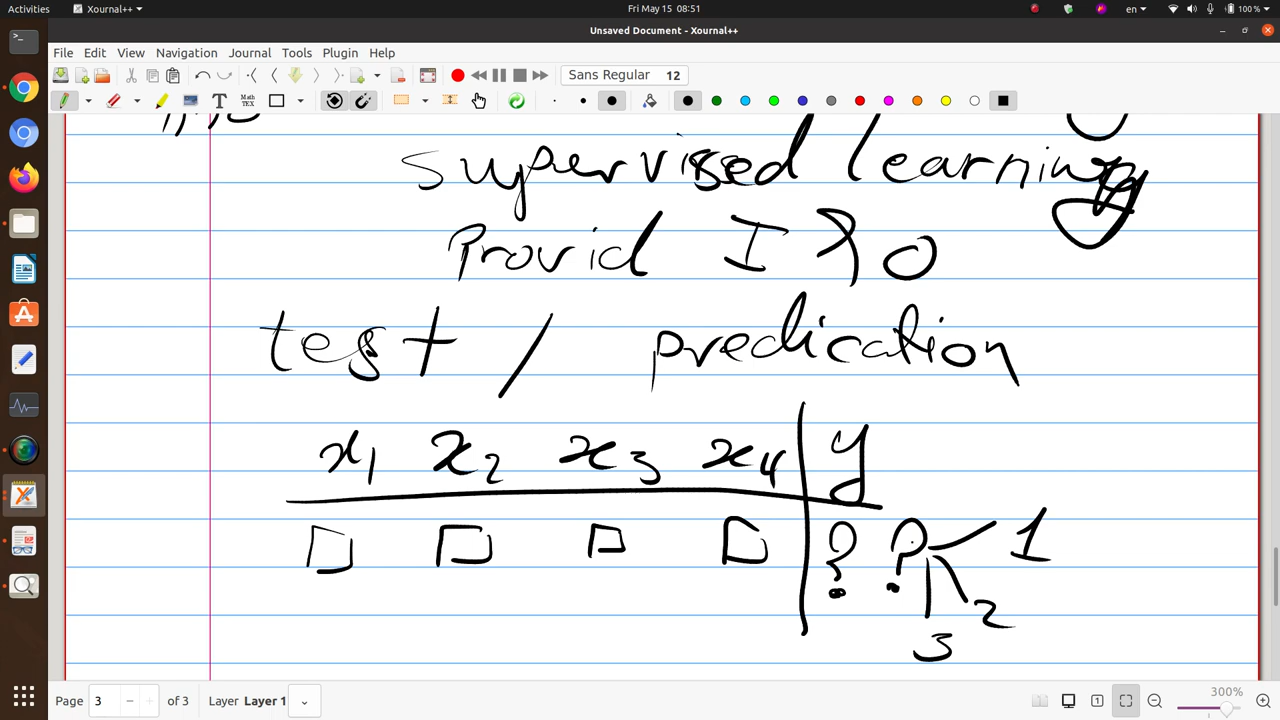 Activities Xournal++ Fri May 15 08:51 en 100 %
Unsaved Document - Xournal++
File Edit View Navigation Journal Tools Plugin Help
Sans Regular 12
supervised learning
Provid I & O
test / predication
x1 x2 x3 x4 y
? ? 1
2
3
Page 3 of 3 Layer Layer 1 300%